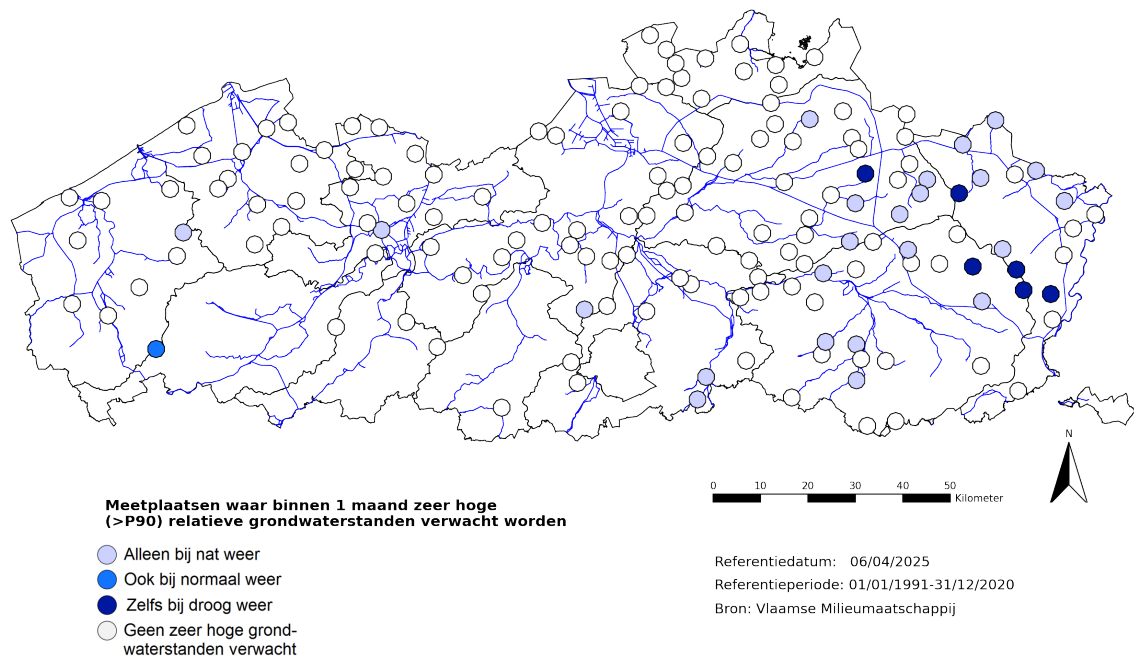 N
0 10 20 30 40 50 Kilometer
Meetplaatsen waar binnen 1 maand zeer hoge
(>P90) relatieve grondwaterstanden verwacht worden
Alleen bij nat weer
Ook bij normaal weer
Zelfs bij droog weer
Geen zeer hoge grond-
waterstanden verwacht
Referentiedatum: 06/04/2025
Referentieperiode: 01/01/1991-31/12/2020
Bron: Vlaamse Milieumaatschappij